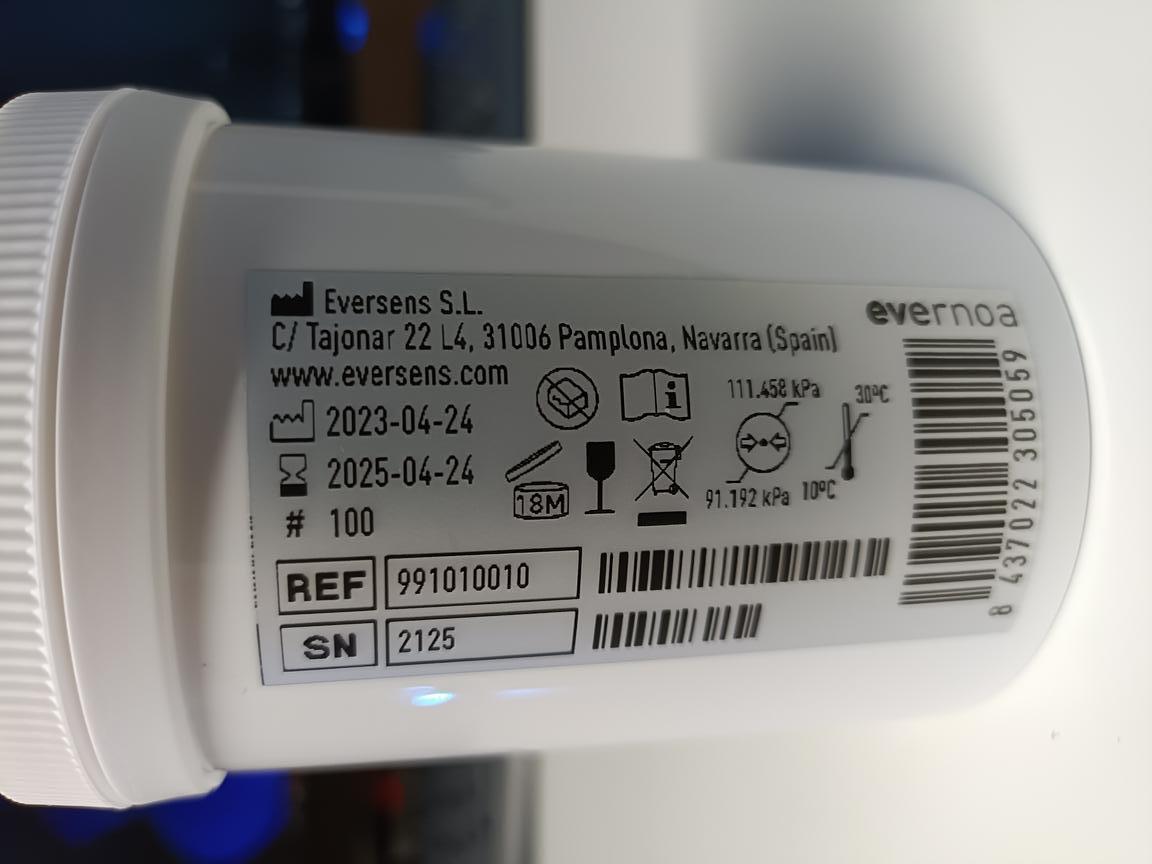 Eversens S.L.
C/ Tajonar 22 L4, 31006 Pamplona, Navarra (Spain)
www.eversens.com
2023-04-24
2025-04-24
# 100
18M
111.458 kPa
91.192 kPa
30ºC
10ºC
REF 991010010
SN 2125
evernoa
8 437022 305059